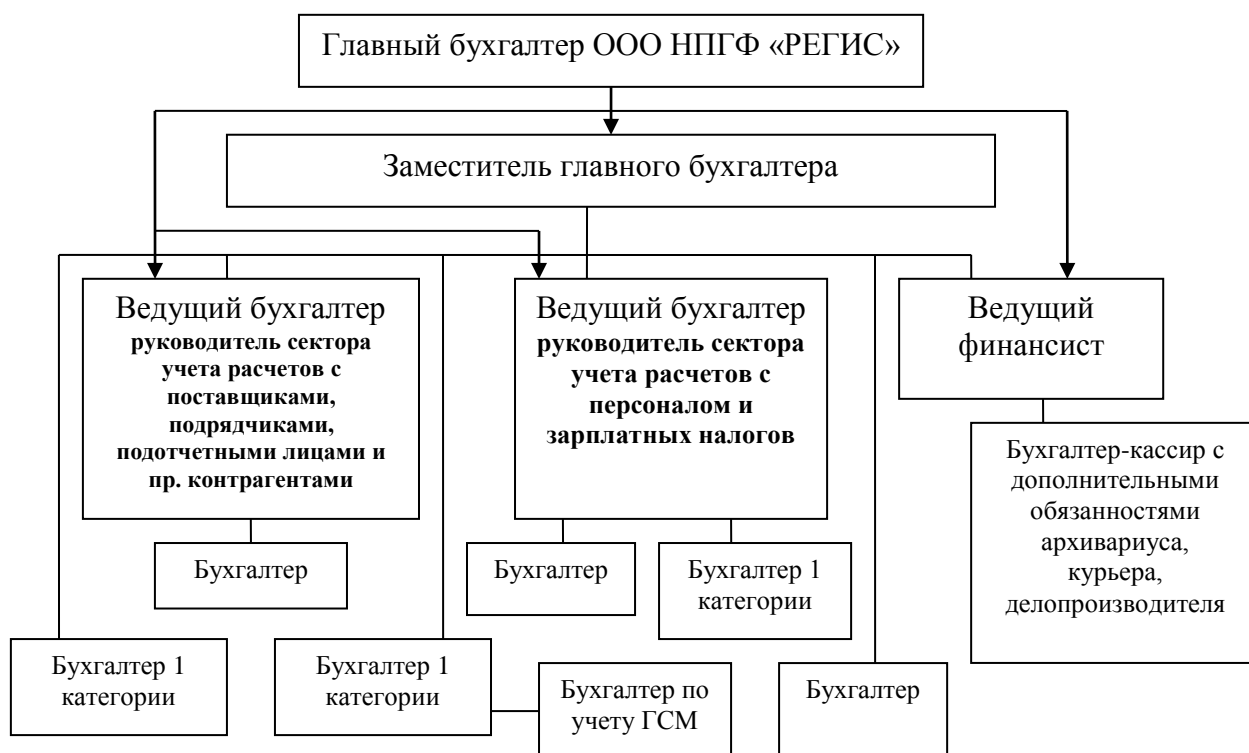 Главный бухгалтер ООО НПГФ «РЕГИС»
Заместитель главного бухгалтера
Ведущий бухгалтер
руководитель сектора
учета расчетов с
поставщиками,
подрядчиками,
подотчетными лицами и
пр. контрагентами
Ведущий бухгалтер
руководитель сектора
учета расчетов с
персоналом и
зарплатных налогов
Ведущий
финансист
Бухгалтер-кассир с
дополнительными
обязанностями
архивариуса,
курьера,
делопроизводителя
Бухгалтер
Бухгалтер
Бухгалтер 1
категории
Бухгалтер 1
категории
Бухгалтер 1
категории
Бухгалтер по
учету ГСМ
Бухгалтер